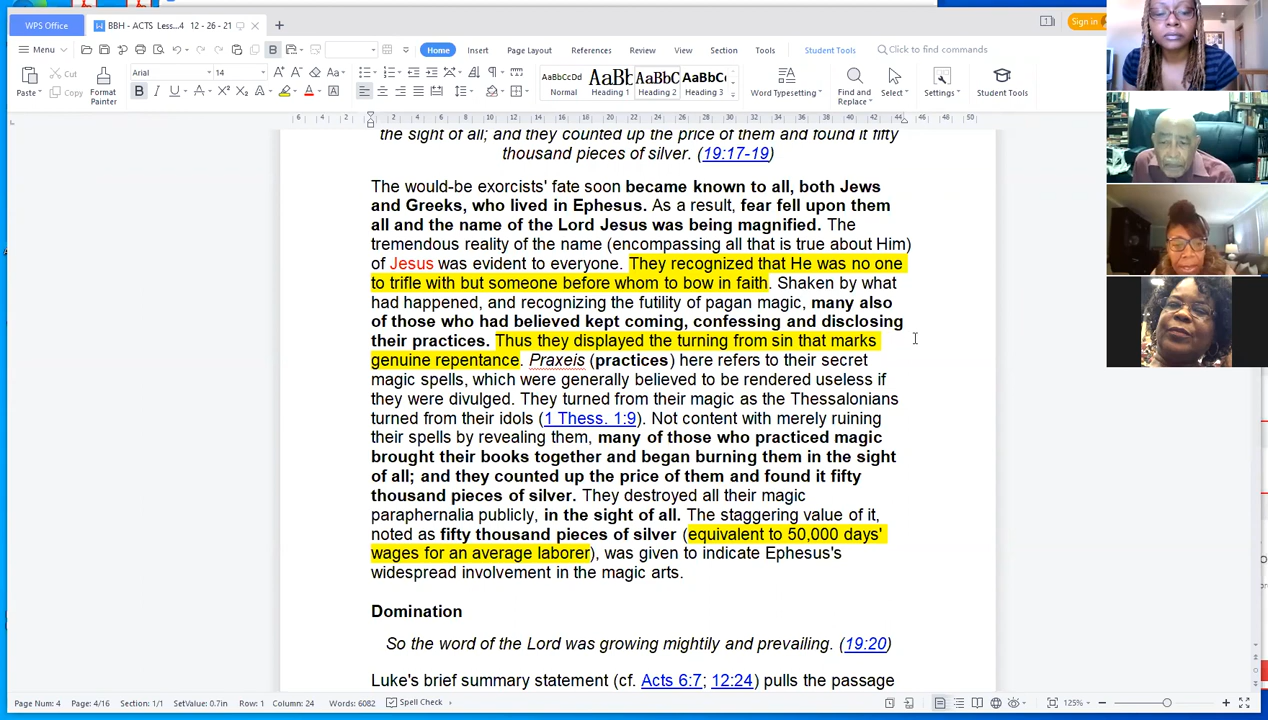 WPS Office
BBH - ACTS Less...4 12 - 26 - 21
Sign in
Menu
Home
Insert
Page Layout
References
Review
View
Section
Tools
Student Tools
Click to find commands
Paste
Cut
Copy
Format
Painter
Arial
14
AaBbCcDd
Normal
Heading 1
Heading 2
Heading 3
Word Typesetting
Find and
Replace
Select
Settings
Student Tools
the sight of all; and they counted up the price of them and found it fifty
thousand pieces of silver. (19:17-19)
The would-be exorcists' fate soon became known to all, both Jews
and Greeks, who lived in Ephesus. As a result, fear fell upon them
all and the name of the Lord Jesus was being magnified. The
tremendous reality of the name (encompassing all that is true about Him)
of Jesus was evident to everyone. They recognized that He was no one
to trifle with but someone before whom to bow in faith. Shaken by what
had happened, and recognizing the futility of pagan magic, many also
of those who had believed kept coming, confessing and disclosing
their practices. Thus they displayed the turning from sin that marks
genuine repentance. Praxeis (practices) here refers to their secret
magic spells, which were generally believed to be rendered useless if
they were divulged. They turned from their magic as the Thessalonians
turned from their idols (1 Thess. 1:9). Not content with merely ruining
their spells by revealing them, many of those who practiced magic
brought their books together and began burning them in the sight
of all; and they counted up the price of them and found it fifty
thousand pieces of silver. They destroyed all their magic
paraphernalia publicly, in the sight of all. The staggering value of it,
noted as fifty thousand pieces of silver (equivalent to 50,000 days'
wages for an average laborer), was given to indicate Ephesus's
widespread involvement in the magic arts.
Domination
So the word of the Lord was growing mightily and prevailing. (19:20)
Luke's brief summary statement (cf. Acts 6:7; 12:24) pulls the passage
Page Num: 4 Page: 4/16 Section: 1/1 SetValue: 0.7in Row: 1 Column: 24 Words: 6082 Spell Check
125%